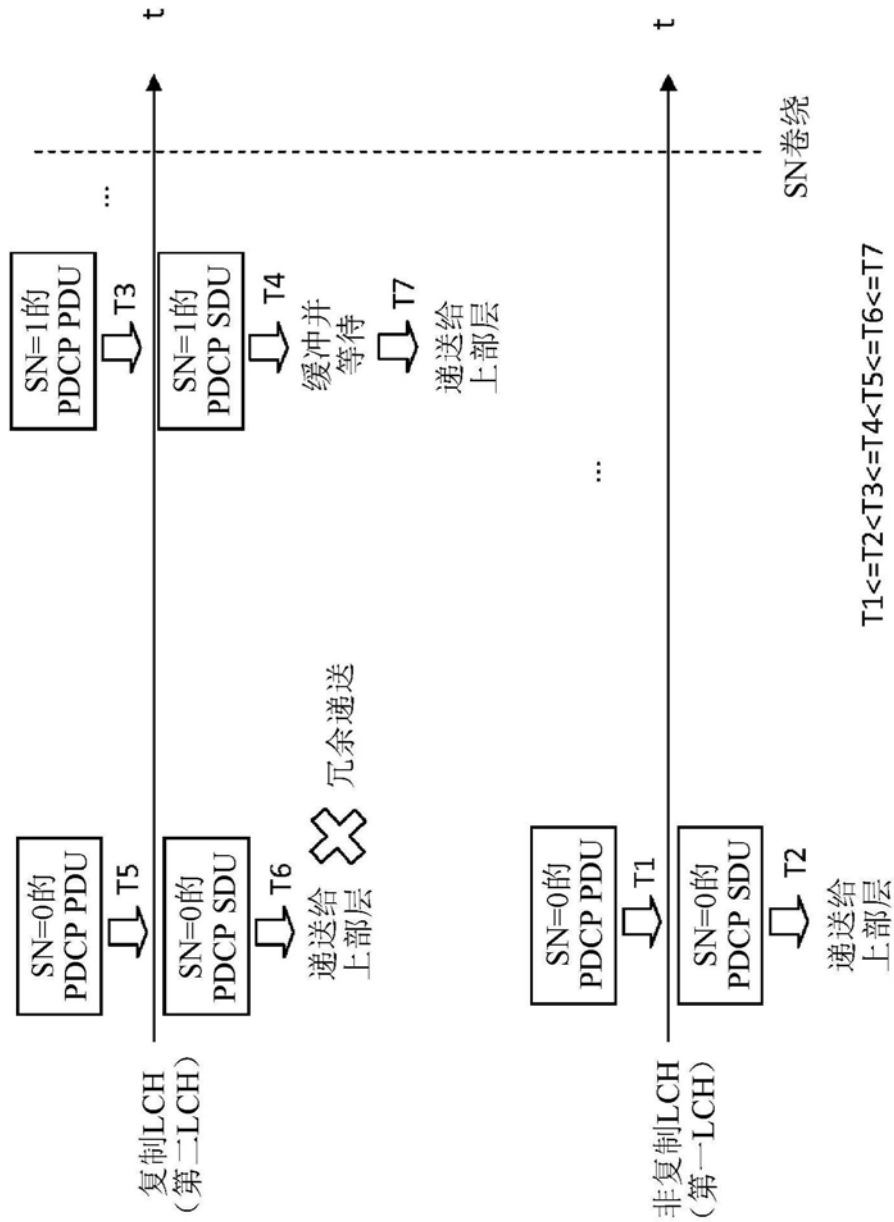 复制LCH
（第二LCH）
SN=0的
PDCP PDU
T5
SN=0的
PDCP SDU
T6
递送给
上部层
冗余递送
SN=1的
PDCP PDU
T3
SN=1的
PDCP SDU
T4
缓冲并
等待
T7
递送给
上部层
...
t
非复制LCH
（第一LCH）
SN=0的
PDCP PDU
T1
SN=0的
PDCP SDU
T2
递送给
上部层
...
t
SN卷绕
T1<=T2<T3<=T4<T5<=T6<=T7